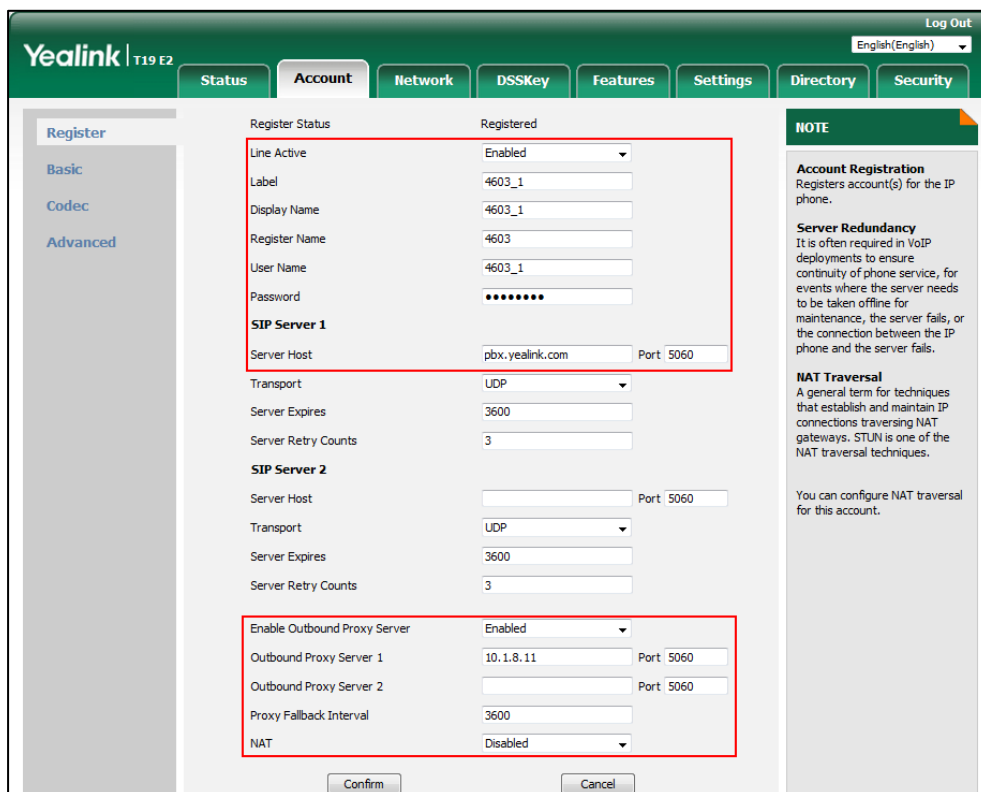 Log Out
Yealink | T19 E2
English(English)
Status Account Network DSSKey Features Settings Directory Security
Register
Basic
Codec
Advanced
Register Status Registered
Line Active Enabled
Label 4603_1
Display Name 4603_1
Register Name 4603
User Name 4603_1
Password ••••••••
SIP Server 1
Server Host pbx.yealink.com Port 5060
Transport UDP
Server Expires 3600
Server Retry Counts 3
SIP Server 2
Server Host Port 5060
Transport UDP
Server Expires 3600
Server Retry Counts 3
Enable Outbound Proxy Server Enabled
Outbound Proxy Server 1 10.1.8.11 Port 5060
Outbound Proxy Server 2 Port 5060
Proxy Fallback Interval 3600
NAT Disabled
Confirm Cancel
NOTE
Account Registration
Registers account(s) for the IP
phone.
Server Redundancy
It is often required in VoIP
deployments to ensure
continuity of phone service, for
events where the server needs
to be taken offline for
maintenance, the server fails, or
the connection between the IP
phone and the server fails.
NAT Traversal
A general term for techniques
that establish and maintain IP
connections traversing NAT
gateways. STUN is one of the
NAT traversal techniques.
You can configure NAT traversal
for this account.